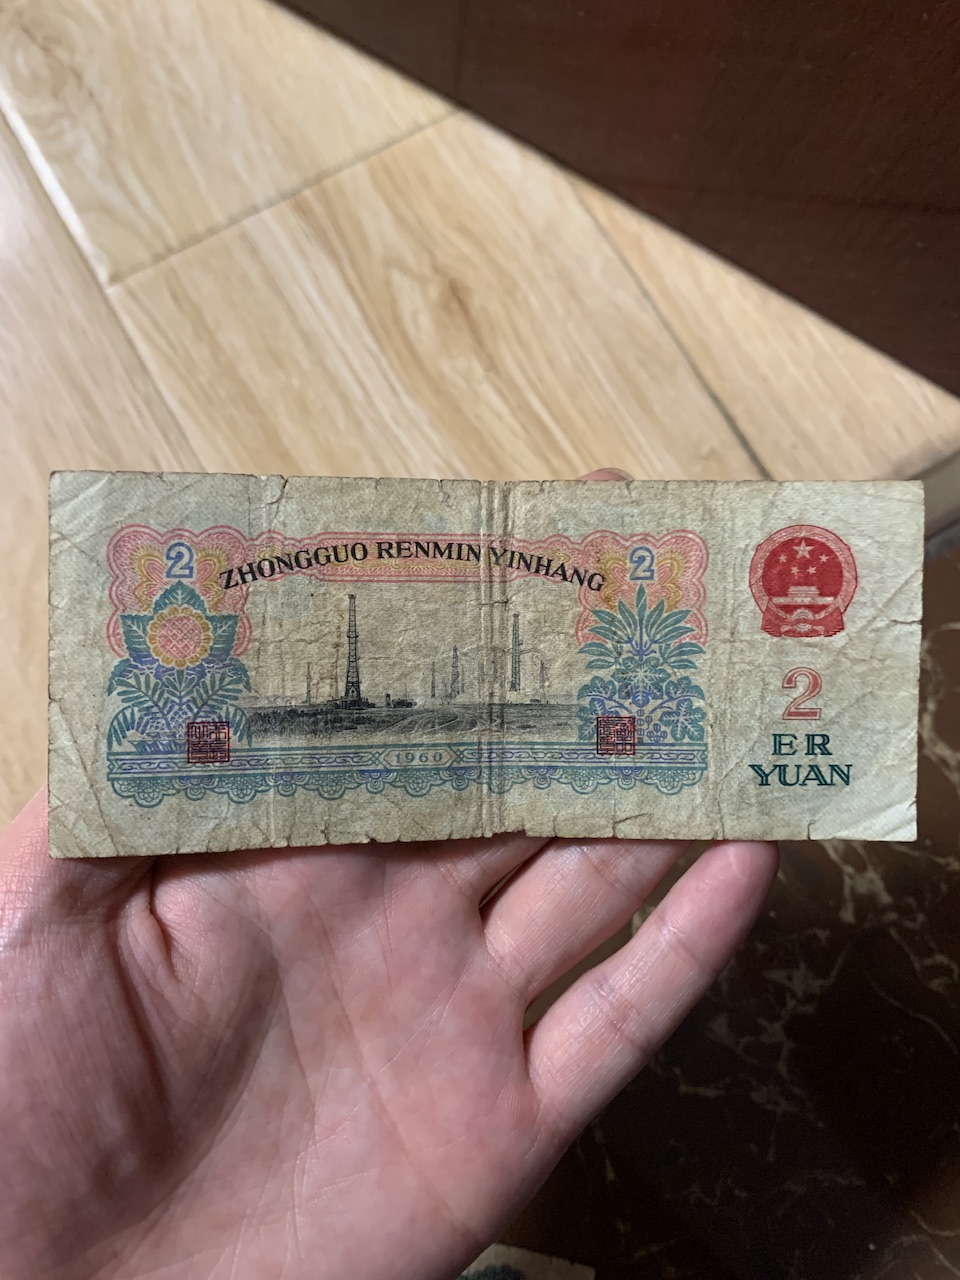 2
ZHONGGUO RENMIN YINHANG
2
2
ER
YUAN
1960